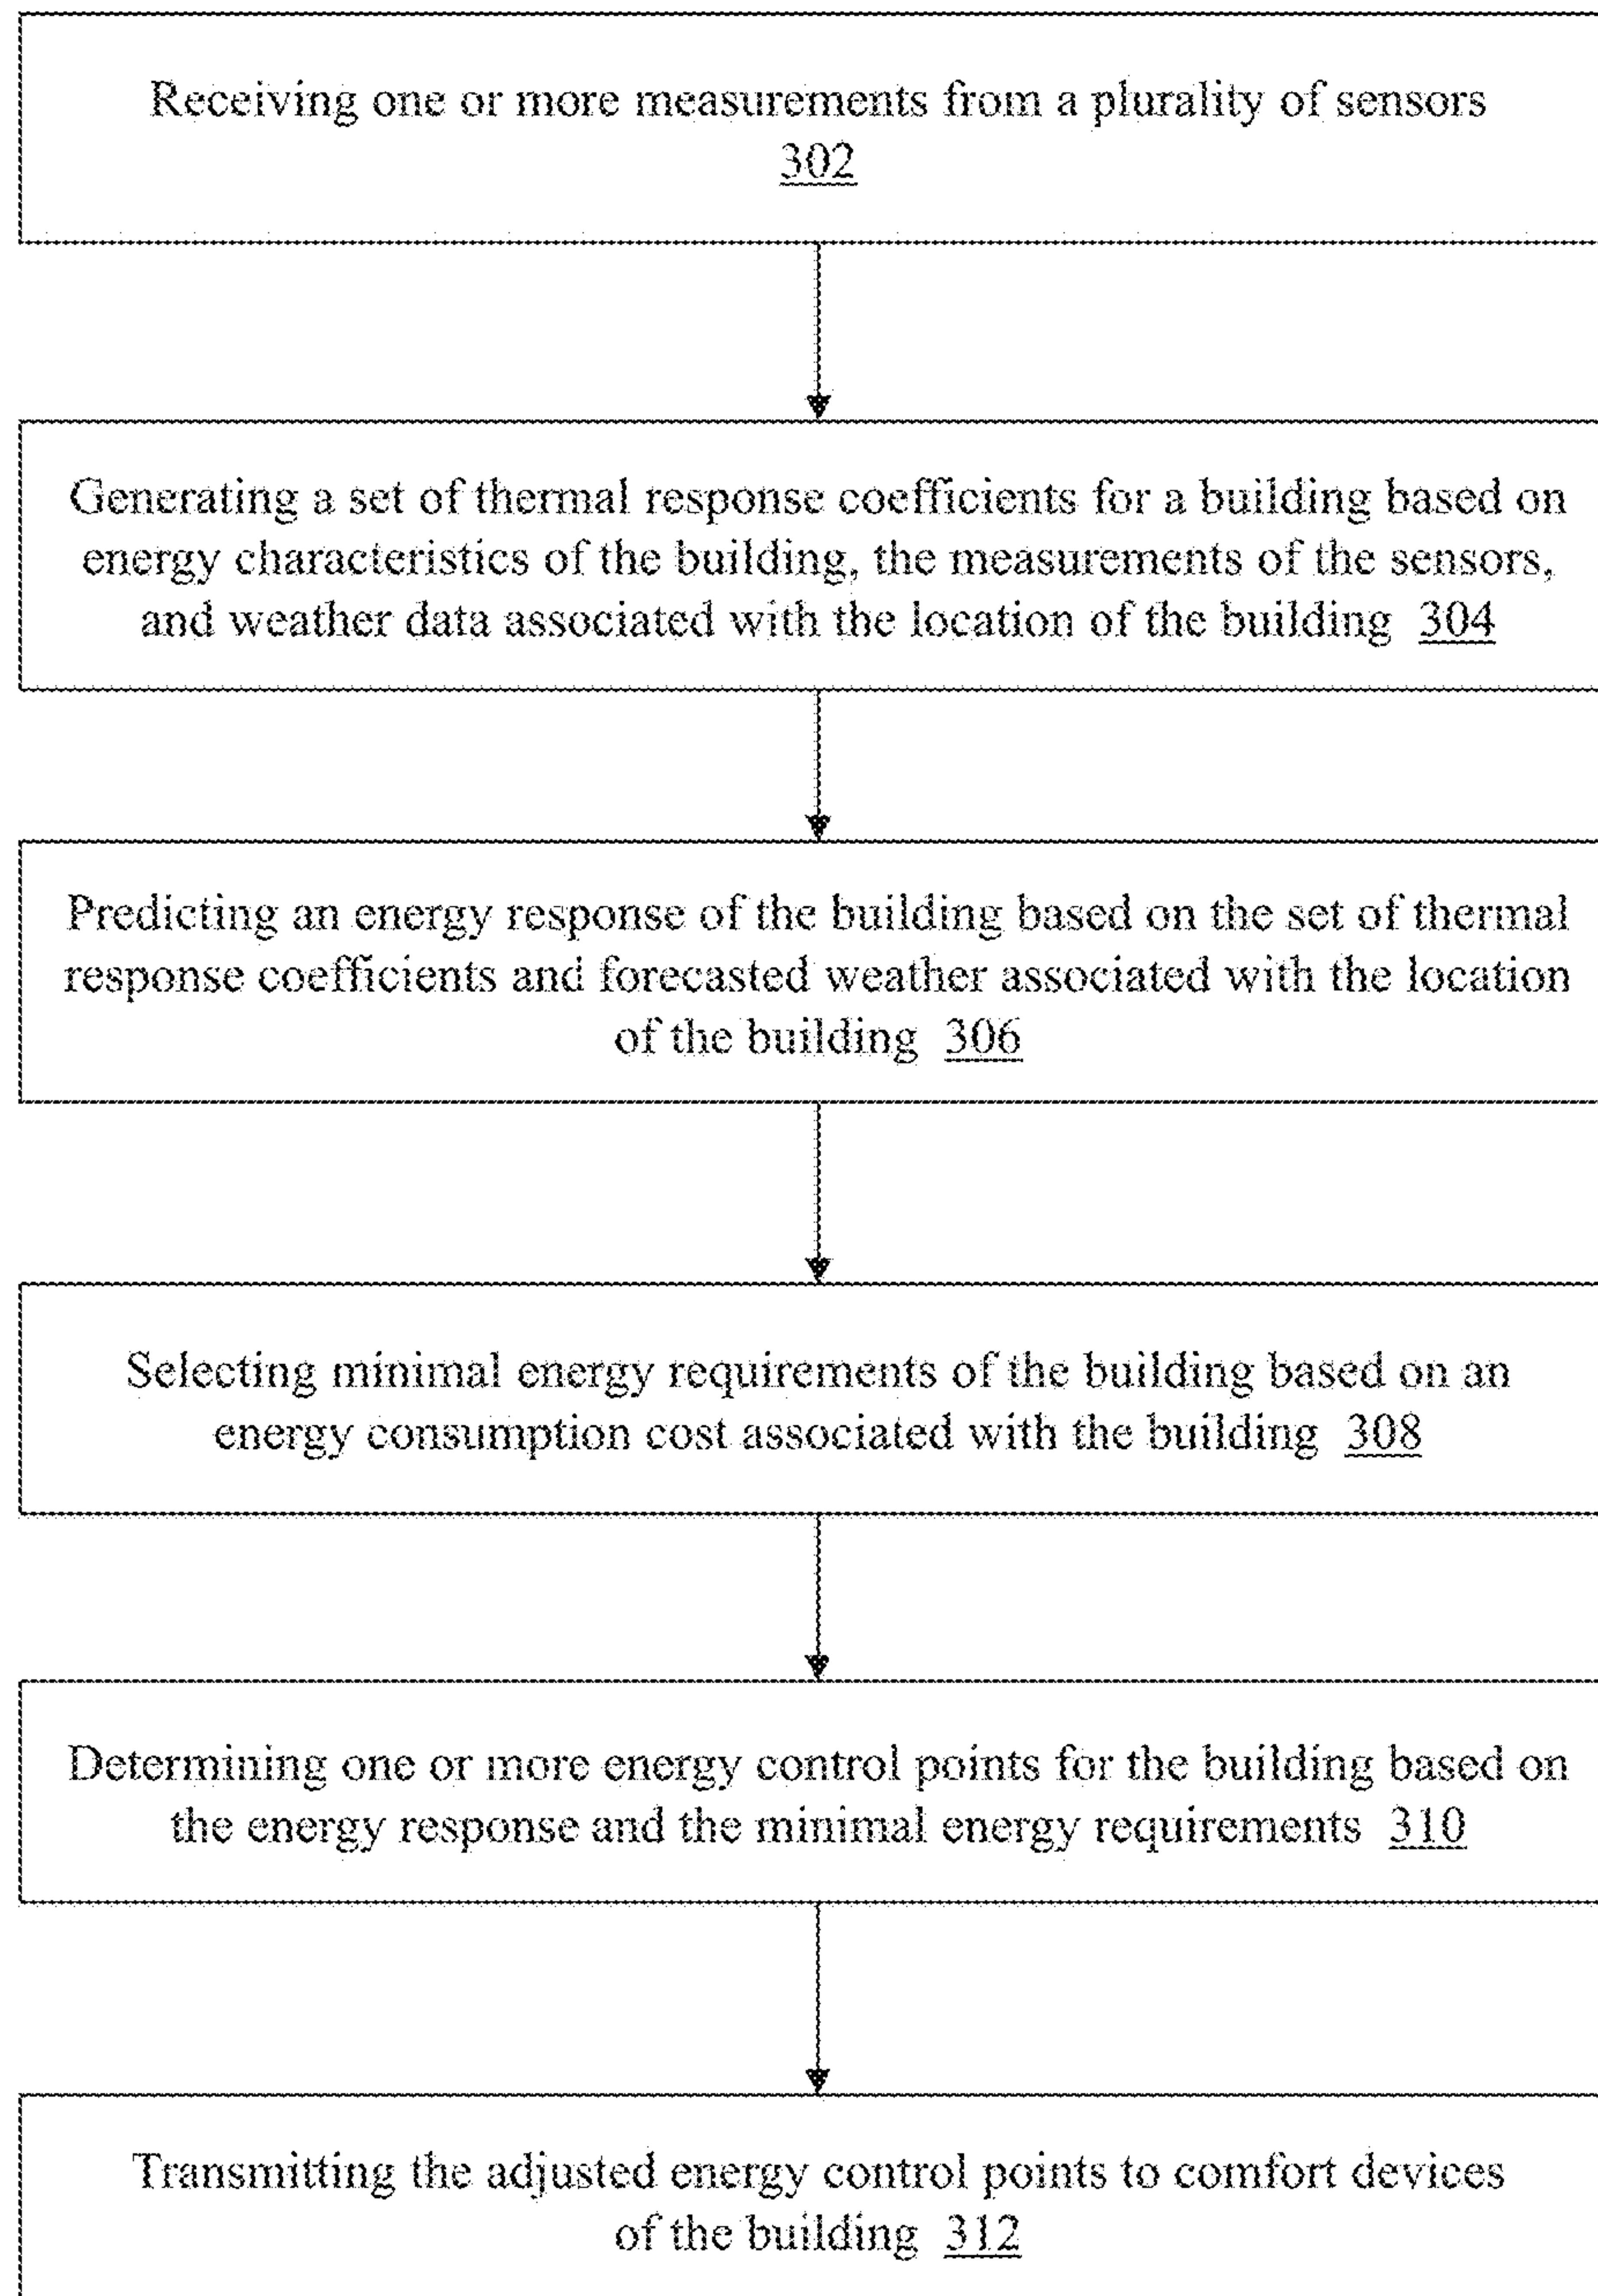 Receiving one or more measurements from a plurality of sensors
302
Generating a set of thermal response coefficients for a building based on
energy characteristics of the building, the measurements of the sensors,
and weather data associated with the location of the building 304
Predicting an energy response of the building based on the set of thermal
response coefficients and forecasted weather associated with the location
of the building 306
Selecting minimal energy requirements of the building based on an
energy consumption cost associated with the building 308
Determining one or more energy control points for the building based on
the energy response and the minimal energy requirements 310
Transmitting the adjusted energy control points to comfort devices
of the building 312